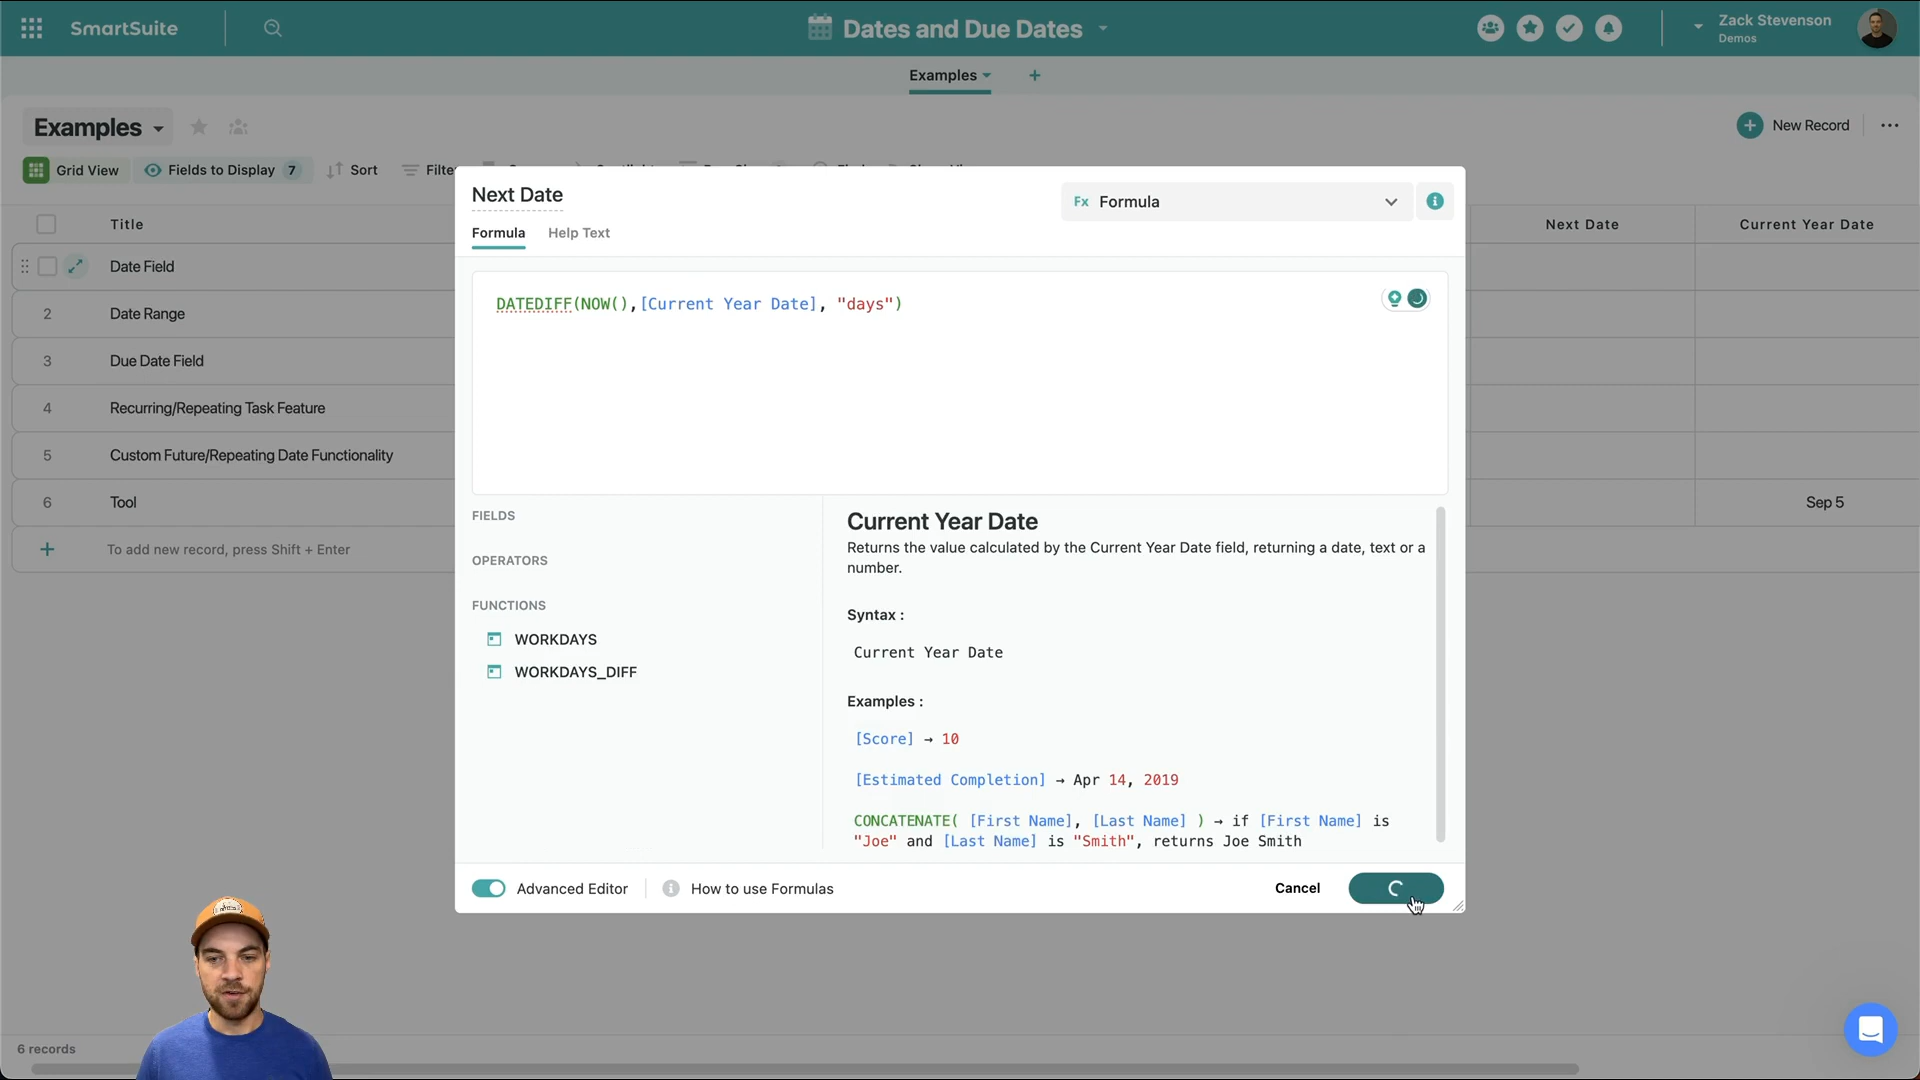 SmartSuite
Dates and Due Dates
Zack Stevenson
Demos
Examples
Examples
New Record
Grid View
Fields to Display 7
Sort
Next Date
Fx Formula
Formula
Help Text
Title
Next Date
Current Year Date
DATEDIFF(NOW(),[Current Year Date], "days")
Date Field
2 Date Range
3 Due Date Field
4 Recurring/Repeating Task Feature
5 Custom Future/Repeating Date Functionality
6 Tool
Sep 5
To add new record, press Shift + Enter
FIELDS
OPERATORS
FUNCTIONS
WORKDAYS
WORKDAYS_DIFF
Current Year Date
Returns the value calculated by the Current Year Date field, returning a date, text or a
number.
Syntax :
Current Year Date
Examples :
[Score] → 10
[Estimated Completion] → Apr 14, 2019
CONCATENATE( [First Name], [Last Name] ) → if [First Name] is
"Joe" and [Last Name] is "Smith", returns Joe Smith
Advanced Editor
How to use Formulas
Cancel
6 records